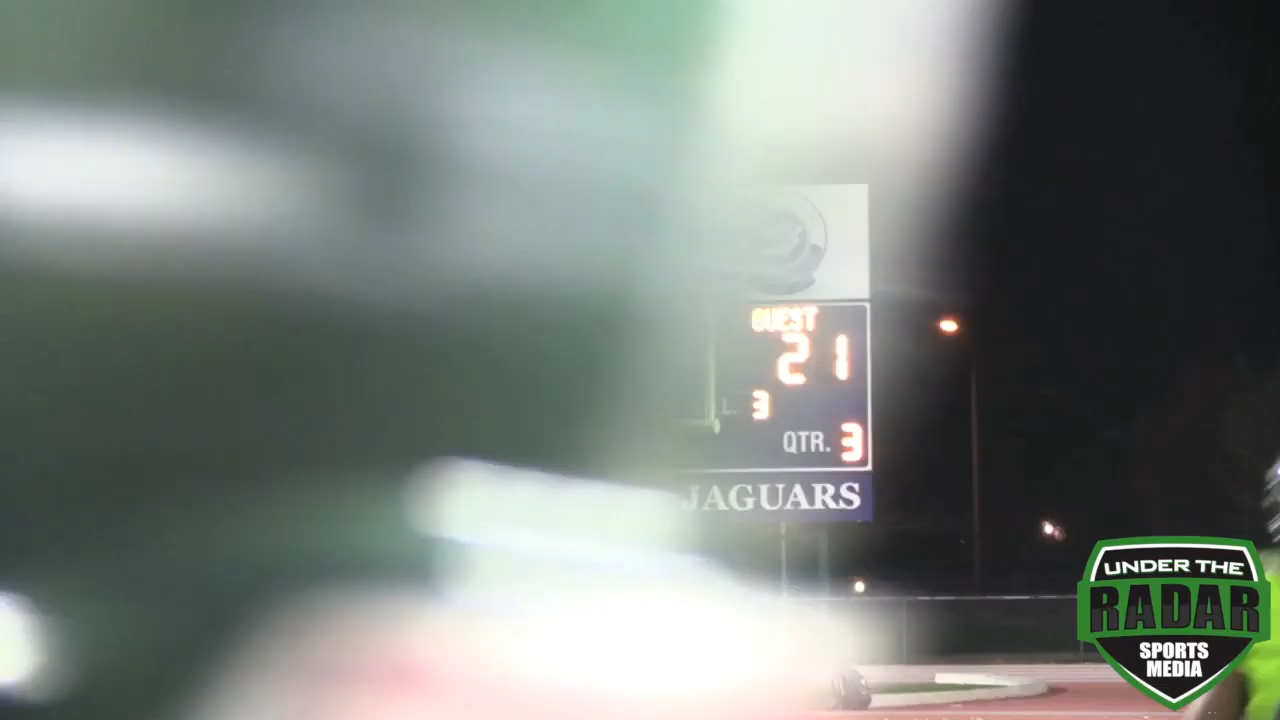 GUEST
21
3
QTR. 3
JAGUARS
UNDER THE
RADAR
SPORTS
MEDIA